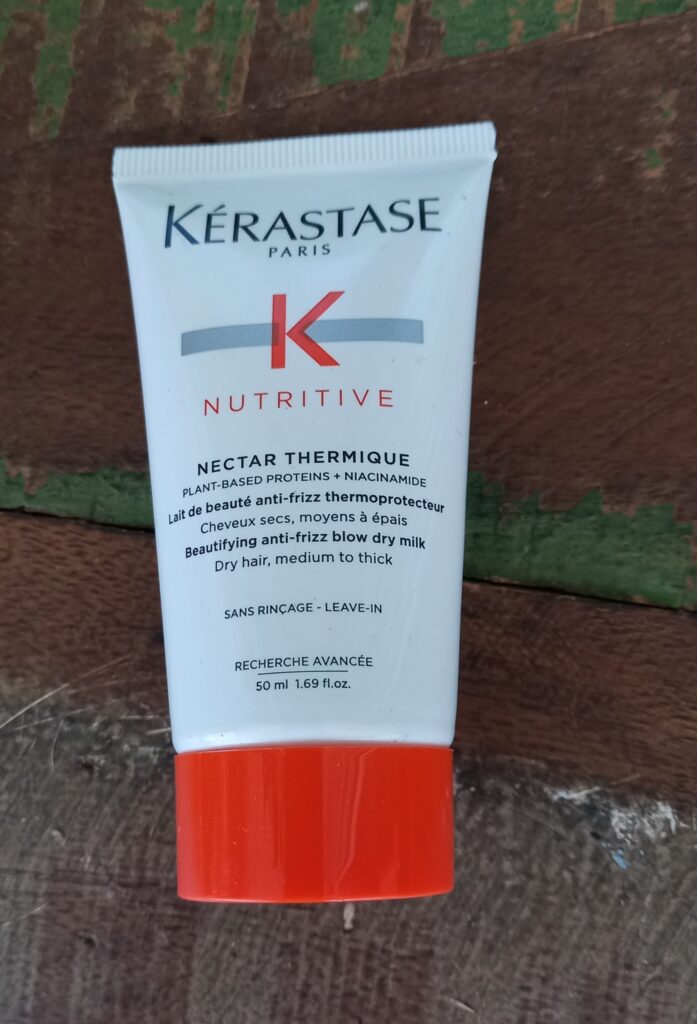 KÉRASTASE
PARIS
K
NUTRITIVE
NECTAR THERMIQUE
PLANT-BASED PROTEINS + NIACINAMIDE
Lait de beauté anti-frizz thermoprotecteur
Cheveux secs, moyens à épais
Beautifying anti-frizz blow dry milk
Dry hair, medium to thick
SANS RINÇAGE - LEAVE-IN
RECHERCHE AVANCÉE
50 ml 1.69 fl.oz.